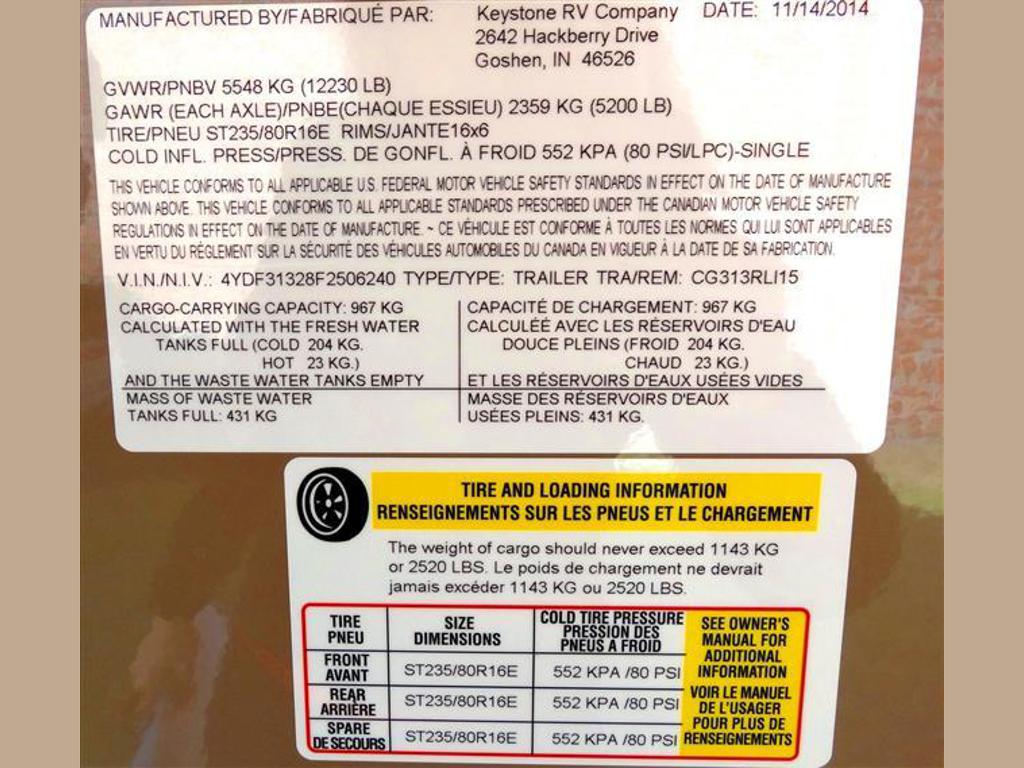 MANUFACTURED BY/FABRIQUÉ PAR: Keystone RV Company DATE: 11/14/2014
2642 Hackberry Drive
Goshen, IN 46526
GVWR/PNBV 5548 KG (12230 LB)
GAWR (EACH AXLE)/PNBE(CHAQUE ESSIEU) 2359 KG (5200 LB)
TIRE/PNEU ST235/80R16E RIMS/JANTE16x6
COLD INFL. PRESS/PRESS. DE GONFL. À FROID 552 KPA (80 PSI/LPC)-SINGLE
THIS VEHICLE CONFORMS TO ALL APPLICABLE U.S. FEDERAL MOTOR VEHICLE SAFETY STANDARDS IN EFFECT ON THE DATE OF MANUFACTURE
SHOWN ABOVE. THIS VEHICLE CONFORMS TO ALL APPLICABLE STANDARDS PRESCRIBED UNDER THE CANADIAN MOTOR VEHICLE SAFETY
REGULATIONS IN EFFECT ON THE DATE OF MANUFACTURE. ~ CE VÉHICULE EST CONFORME À TOUTES LES NORMES QUI LUI SONT APPLICABLES
EN VERTU DU RÉGLEMENT SUR LA SÉCURITÉ DES VÉHICULES AUTOMOBILES DU CANADA EN VIGUEUR À LA DATE DE SA FABRICATION.
V.I.N./N.I.V.: 4YDF31328F2506240 TYPE/TYPE: TRAILER TRA/REM: CG313RLI15
CARGO-CARRYING CAPACITY: 967 KG
CALCULATED WITH THE FRESH WATER
TANKS FULL (COLD 204 KG.
HOT 23 KG.)
AND THE WASTE WATER TANKS EMPTY
MASS OF WASTE WATER
TANKS FULL: 431 KG
CAPACITÉ DE CHARGEMENT: 967 KG
CALCULÉÉ AVEC LES RÉSERVOIRS D'EAU
DOUCE PLEINS (FROID 204 KG.
CHAUD 23 KG.)
ET LES RÉSERVOIRS D'EAUX USÉES VIDES
MASSE DES RÉSERVOIRS D'EAUX
USÉES PLEINS: 431 KG.
TIRE AND LOADING INFORMATION
RENSEIGNEMENTS SUR LES PNEUS ET LE CHARGEMENT
The weight of cargo should never exceed 1143 KG
or 2520 LBS. Le poids de chargement ne devrait
jamais excéder 1143 KG ou 2520 LBS.
TIRE
PNEU
SIZE
DIMENSIONS
COLD TIRE PRESSURE
PRESSION DES
PNEUS A FROID
FRONT
AVANT
ST235/80R16E
552 KPA /80 PSI
REAR
ARRIÈRE
ST235/80R16E
552 KPA /80 PSI
SPARE
DE SECOURS
ST235/80R16E
552 KPA /80 PSI
SEE OWNER'S
MANUAL FOR
ADDITIONAL
INFORMATION
VOIR LE MANUEL
DE L'USAGER
POUR PLUS DE
RENSEIGNEMENTS